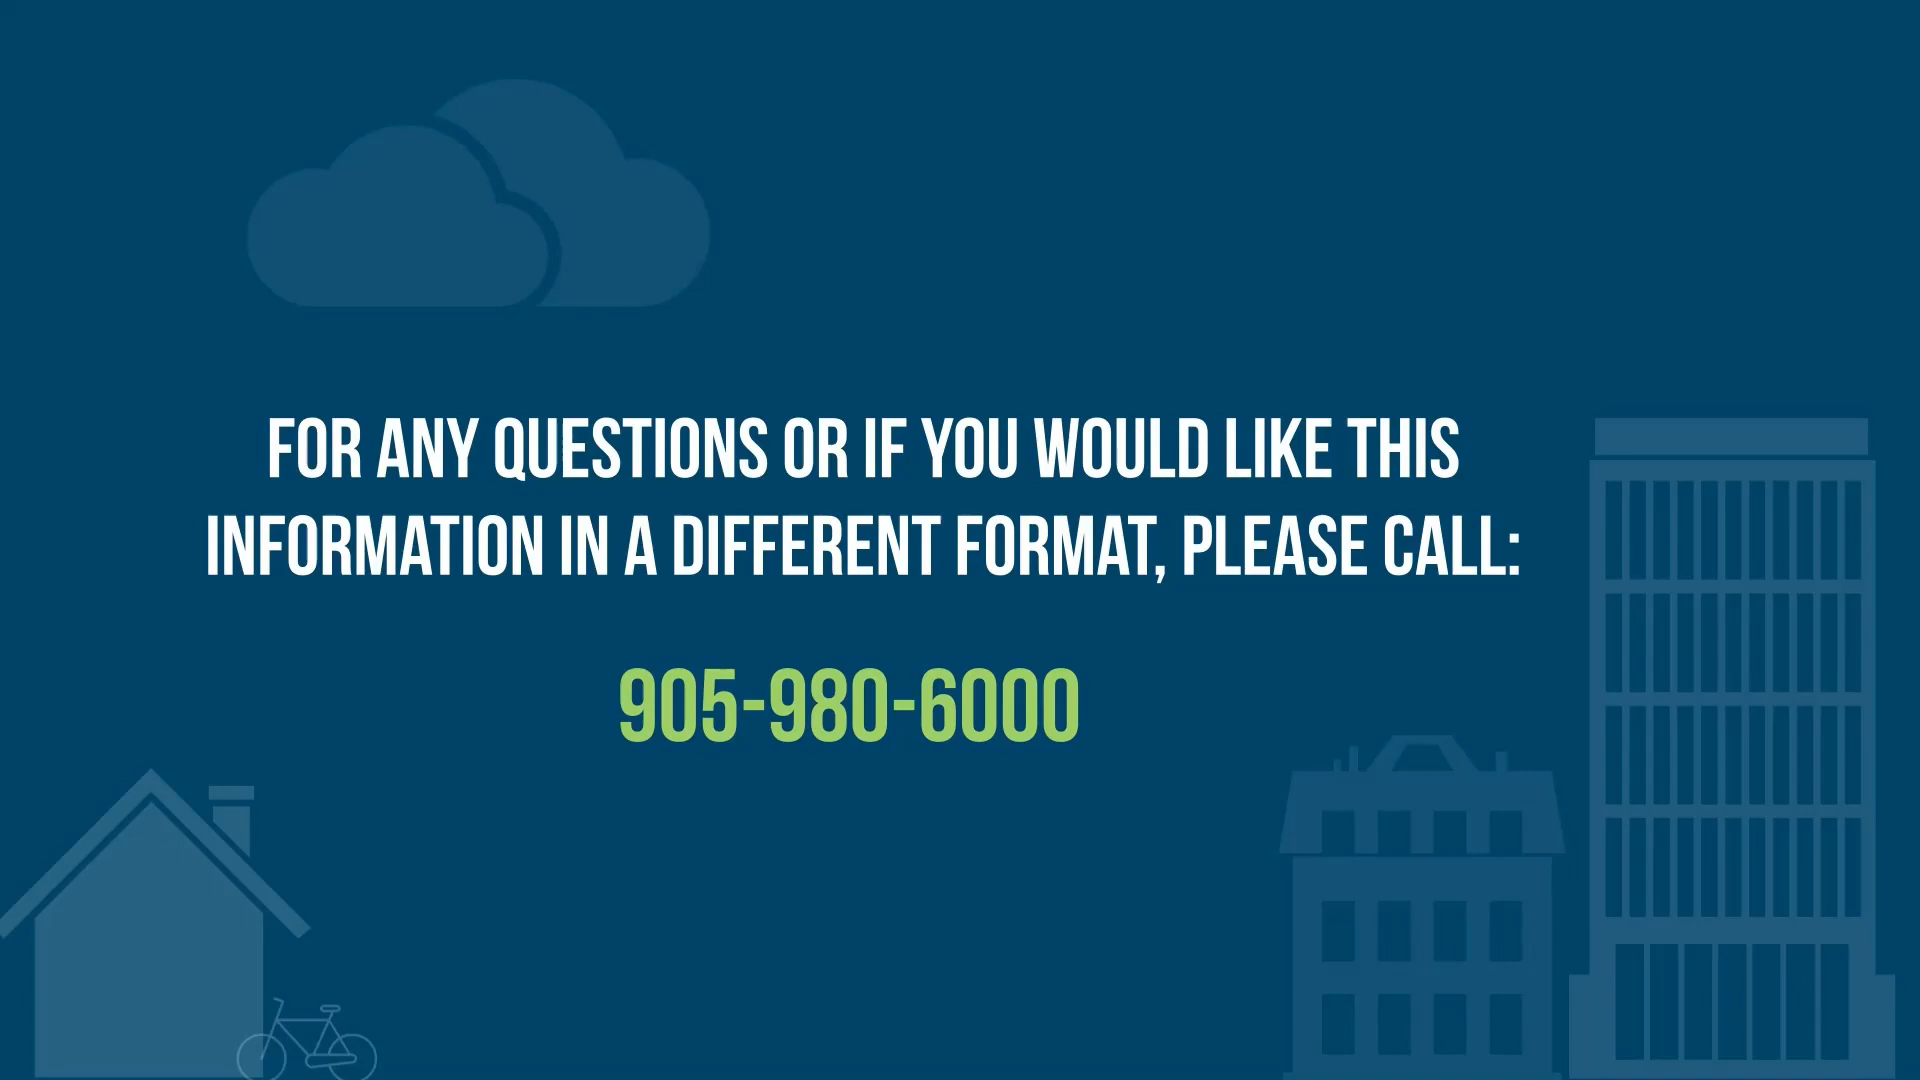 FOR ANY QUESTIONS OR IF YOU WOULD LIKE THIS
INFORMATION IN A DIFFERENT FORMAT, PLEASE CALL:
905-980-6000